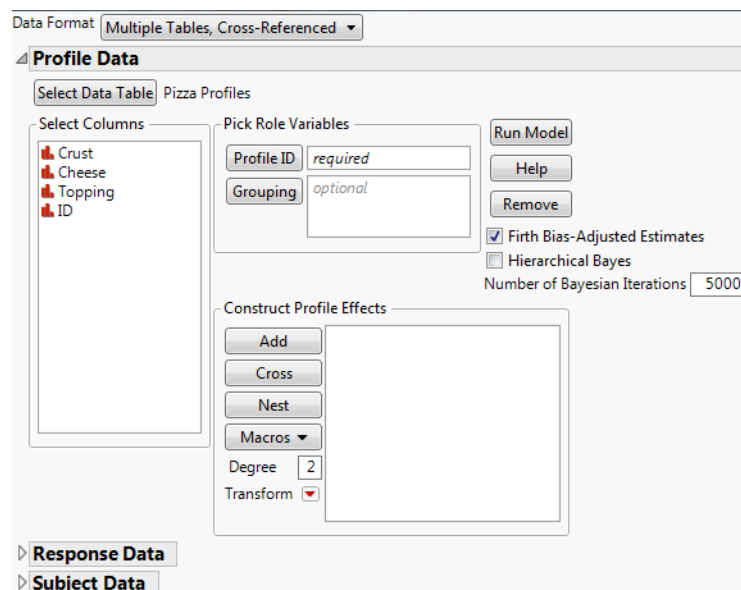 Data Format Multiple Tables, Cross-Referenced
Profile Data
Select Data Table Pizza Profiles
Select Columns
Crust
Cheese
Topping
ID
Pick Role Variables
Profile ID required
Grouping optional
Run Model
Help
Remove
Firth Bias-Adjusted Estimates
Hierarchical Bayes
Number of Bayesian Iterations 5000
Construct Profile Effects
Add
Cross
Nest
Macros
Degree 2
Transform
Response Data
Subject Data